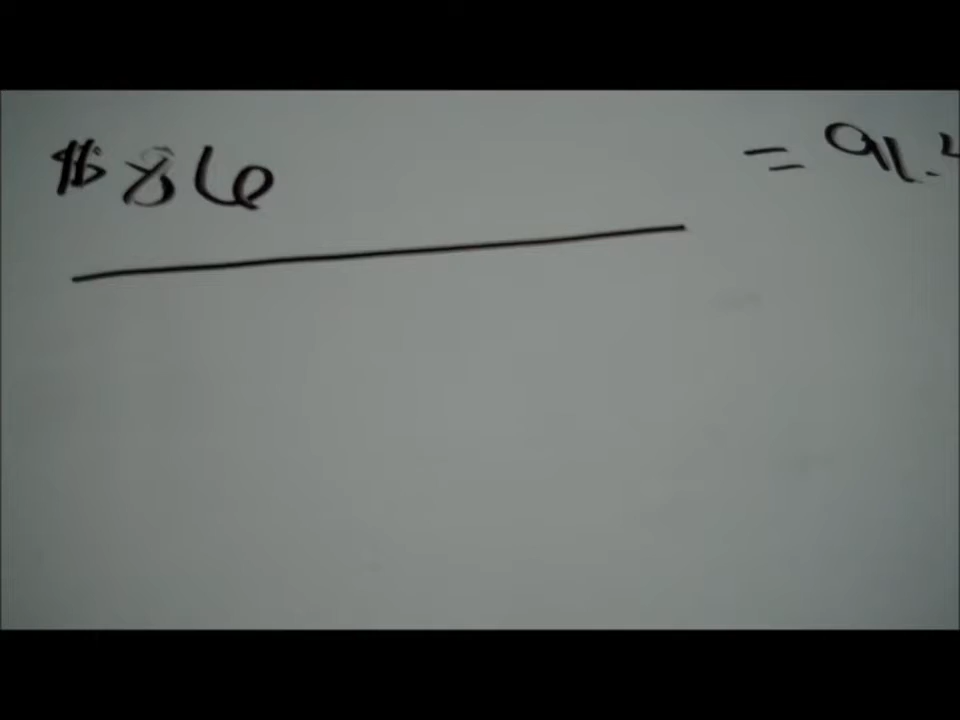 $86 = 91.